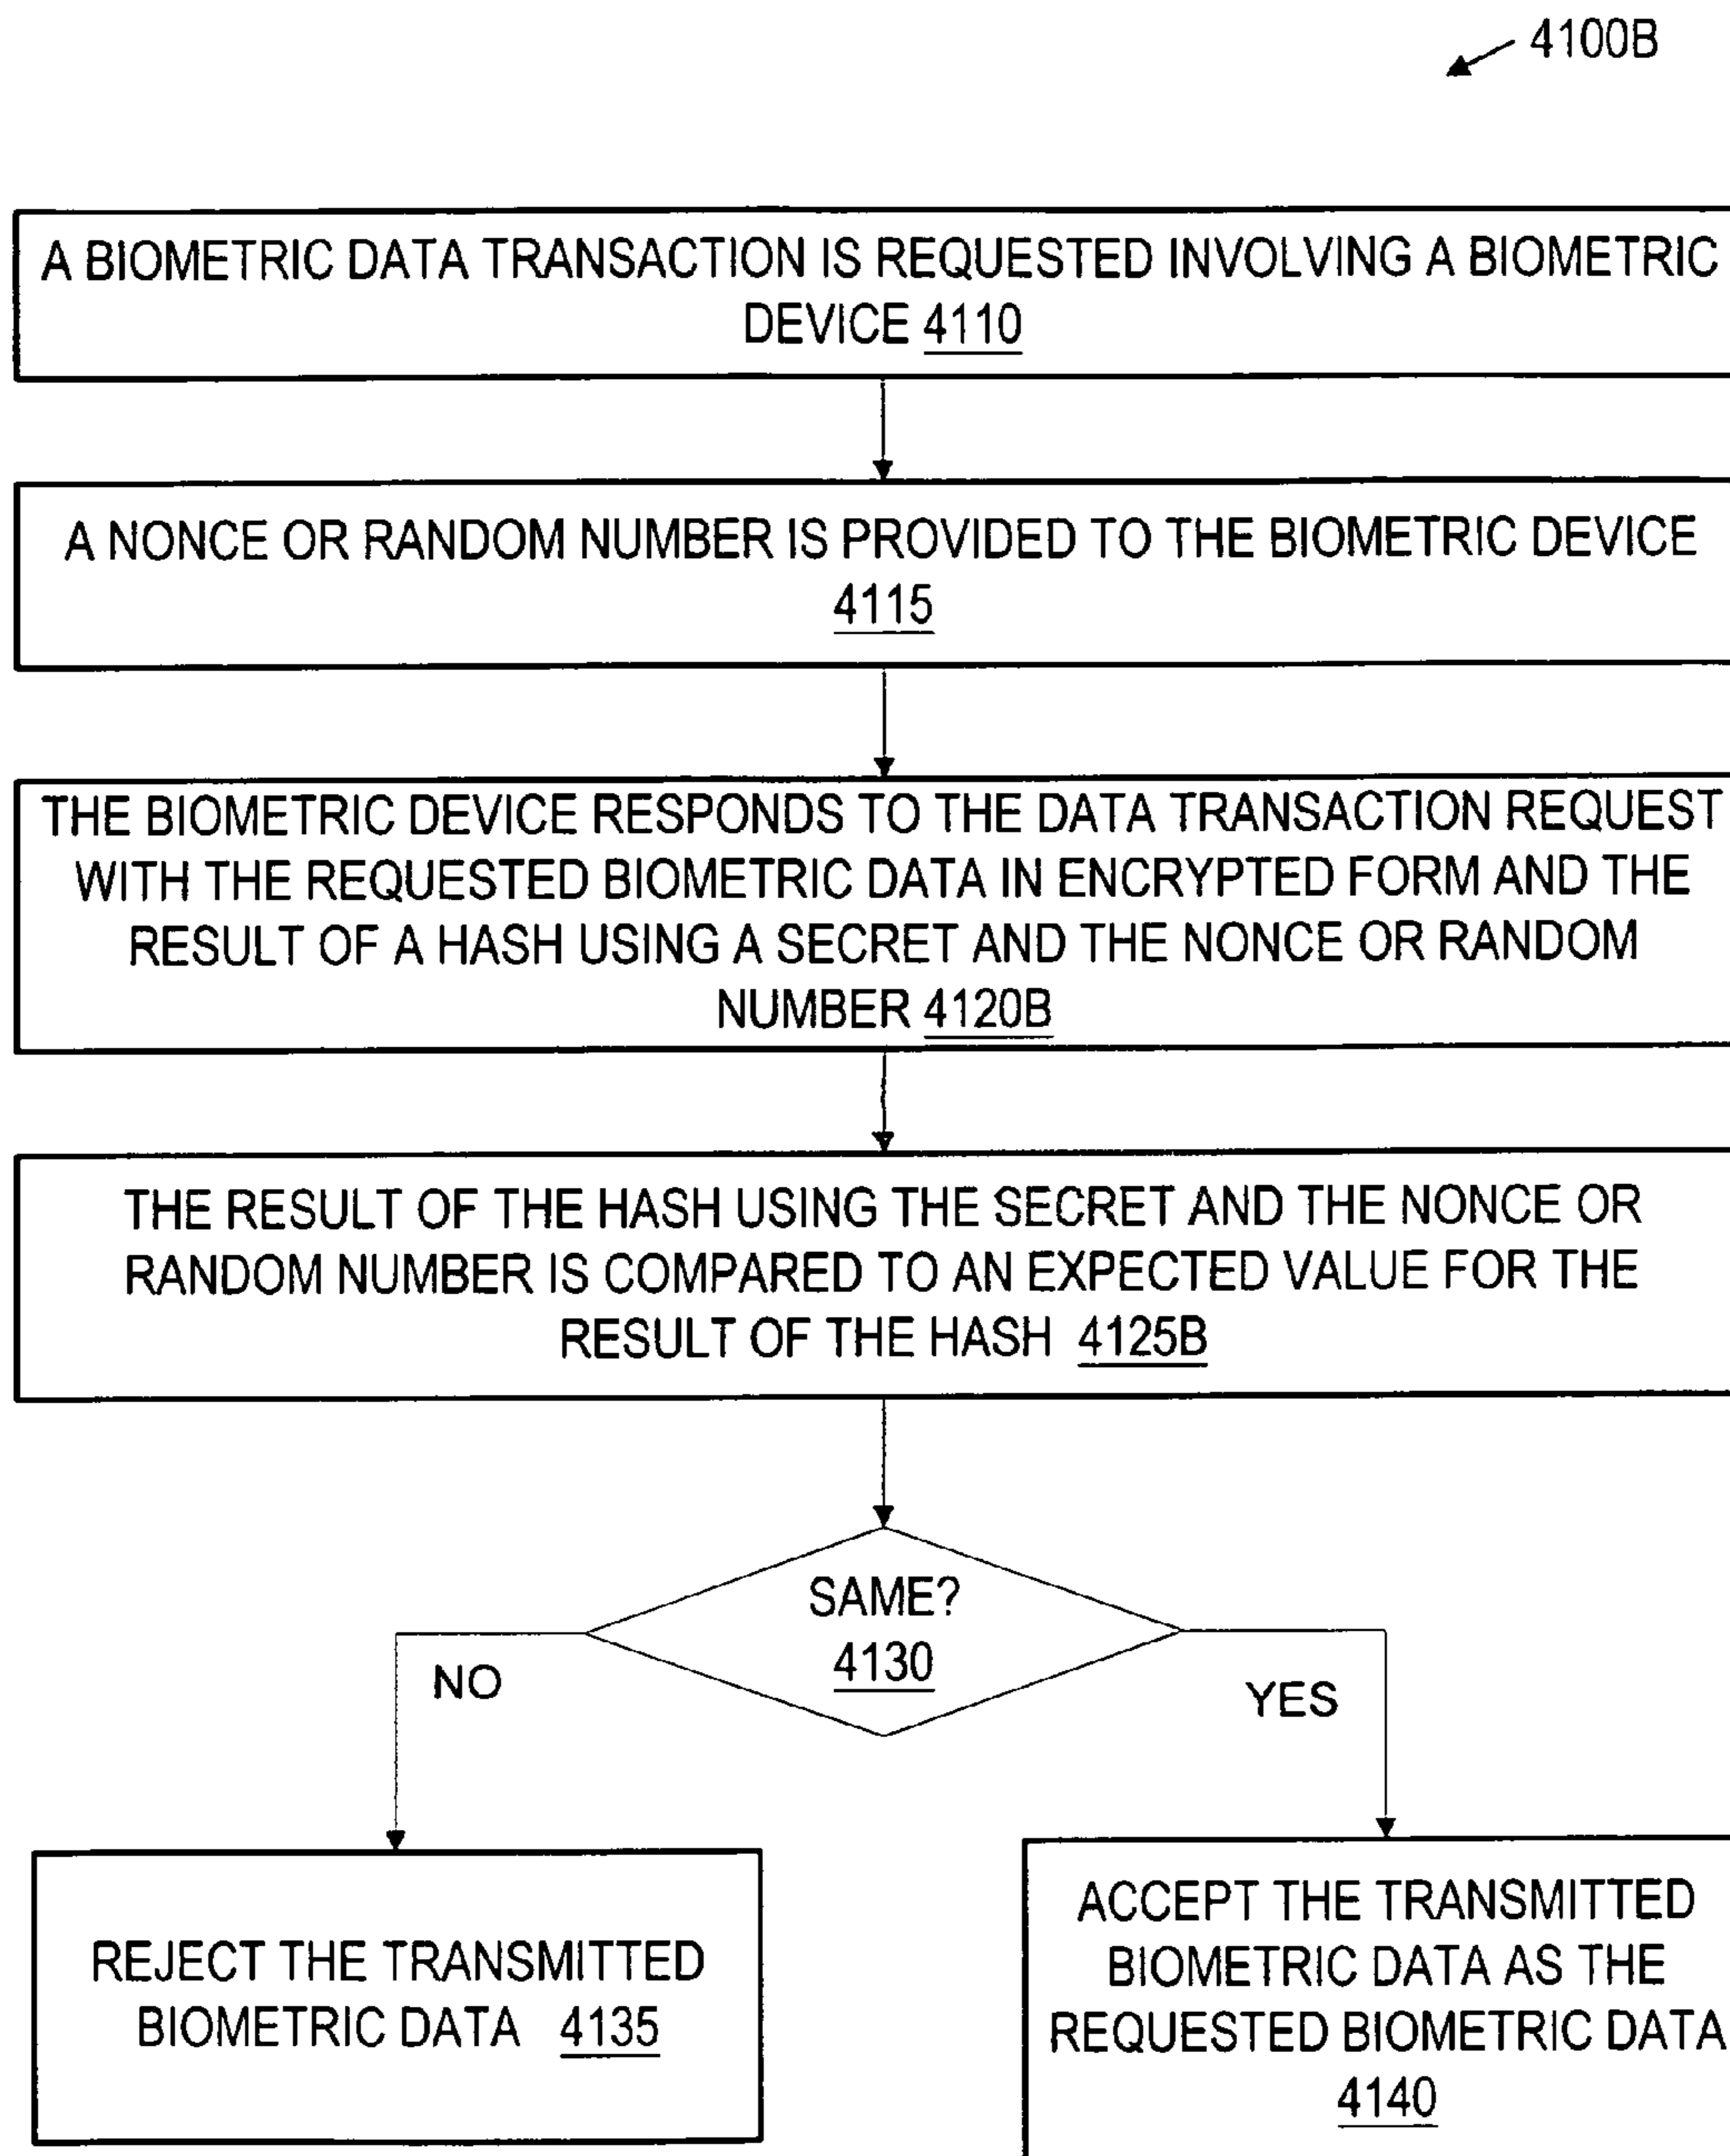 4100B
A BIOMETRIC DATA TRANSACTION IS REQUESTED INVOLVING A BIOMETRIC
DEVICE 4110
A NONCE OR RANDOM NUMBER IS PROVIDED TO THE BIOMETRIC DEVICE
4115
THE BIOMETRIC DEVICE RESPONDS TO THE DATA TRANSACTION REQUEST
WITH THE REQUESTED BIOMETRIC DATA IN ENCRYPTED FORM AND THE
RESULT OF A HASH USING A SECRET AND THE NONCE OR RANDOM
NUMBER 4120B
THE RESULT OF THE HASH USING THE SECRET AND THE NONCE OR
RANDOM NUMBER IS COMPARED TO AN EXPECTED VALUE FOR THE
RESULT OF THE HASH 4125B
SAME?
4130
NO
YES
REJECT THE TRANSMITTED
BIOMETRIC DATA 4135
ACCEPT THE TRANSMITTED
BIOMETRIC DATA AS THE
REQUESTED BIOMETRIC DATA
4140